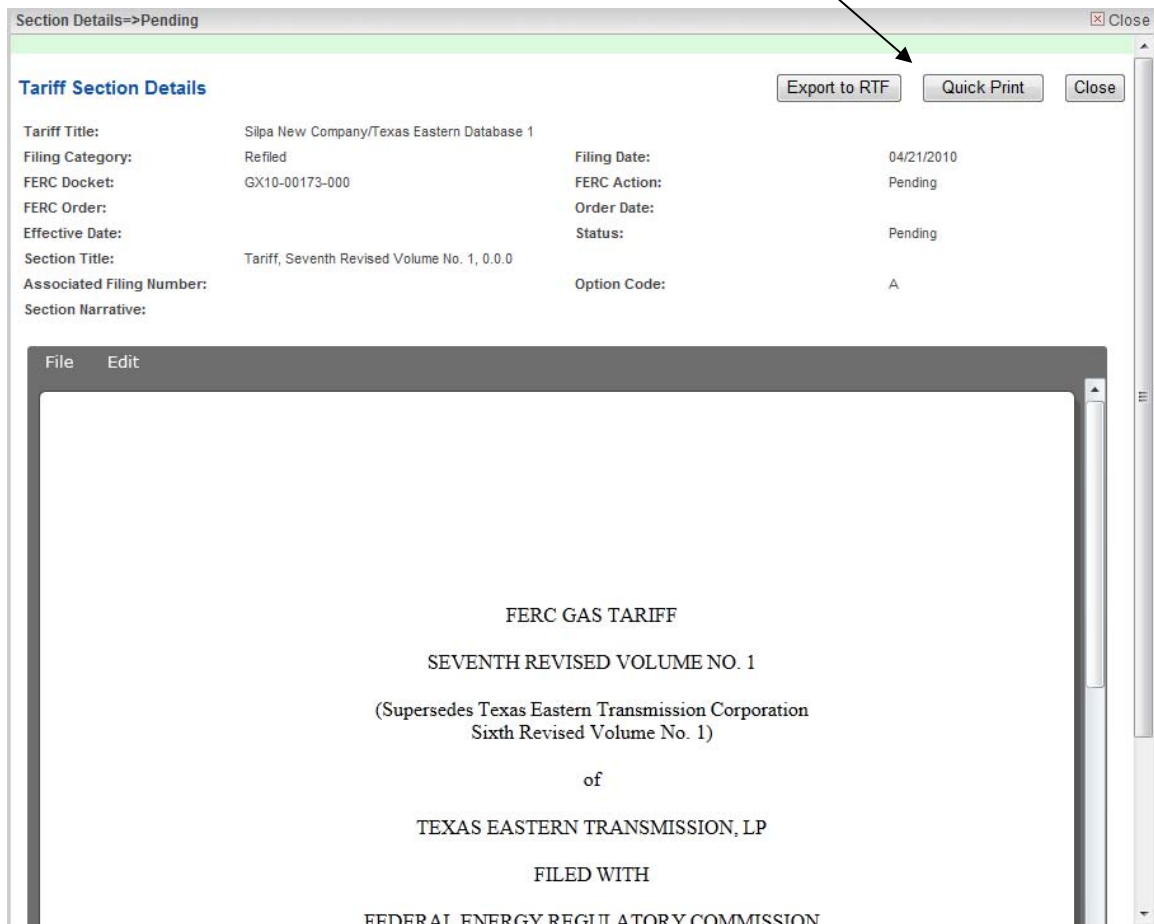 Section Details=>Pending Close
Tariff Section Details Export to RTF Quick Print Close
Tariff Title: Silpa New Company/Texas Eastern Database 1
Filing Category: Refiled Filing Date: 04/21/2010
FERC Docket: GX10-00173-000 FERC Action: Pending
FERC Order: Order Date:
Effective Date: Status: Pending
Section Title: Tariff, Seventh Revised Volume No. 1, 0.0.0
Associated Filing Number: Option Code: A
Section Narrative:
File Edit
FERC GAS TARIFF
SEVENTH REVISED VOLUME NO. 1
(Supersedes Texas Eastern Transmission Corporation
Sixth Revised Volume No. 1)
of
TEXAS EASTERN TRANSMISSION, LP
FILED WITH
FEDERAL ENERGY REGULATORY COMMISSION